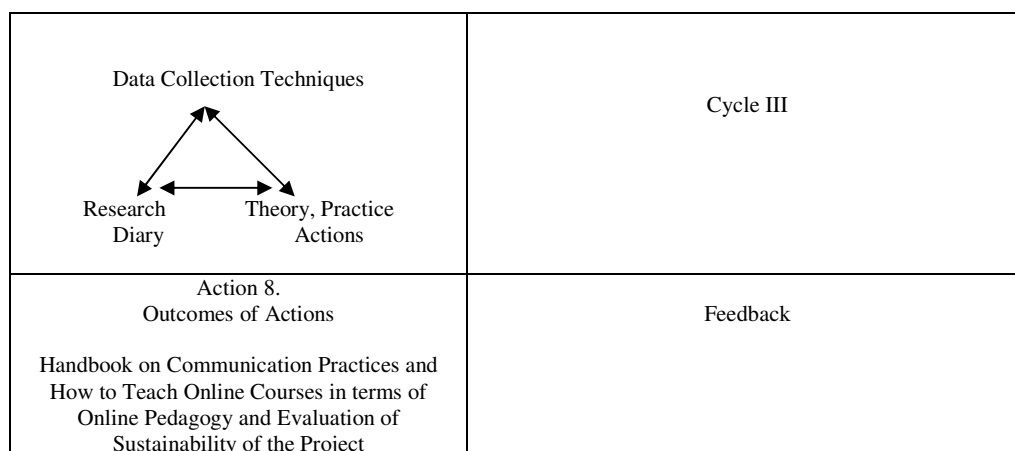 Data Collection Techniques
Cycle III
Research Theory, Practice
Diary Actions
Action 8.
Outcomes of Actions
Feedback
Handbook on Communication Practices and
How to Teach Online Courses in terms of
Online Pedagogy and Evaluation of
Sustainability of the Project